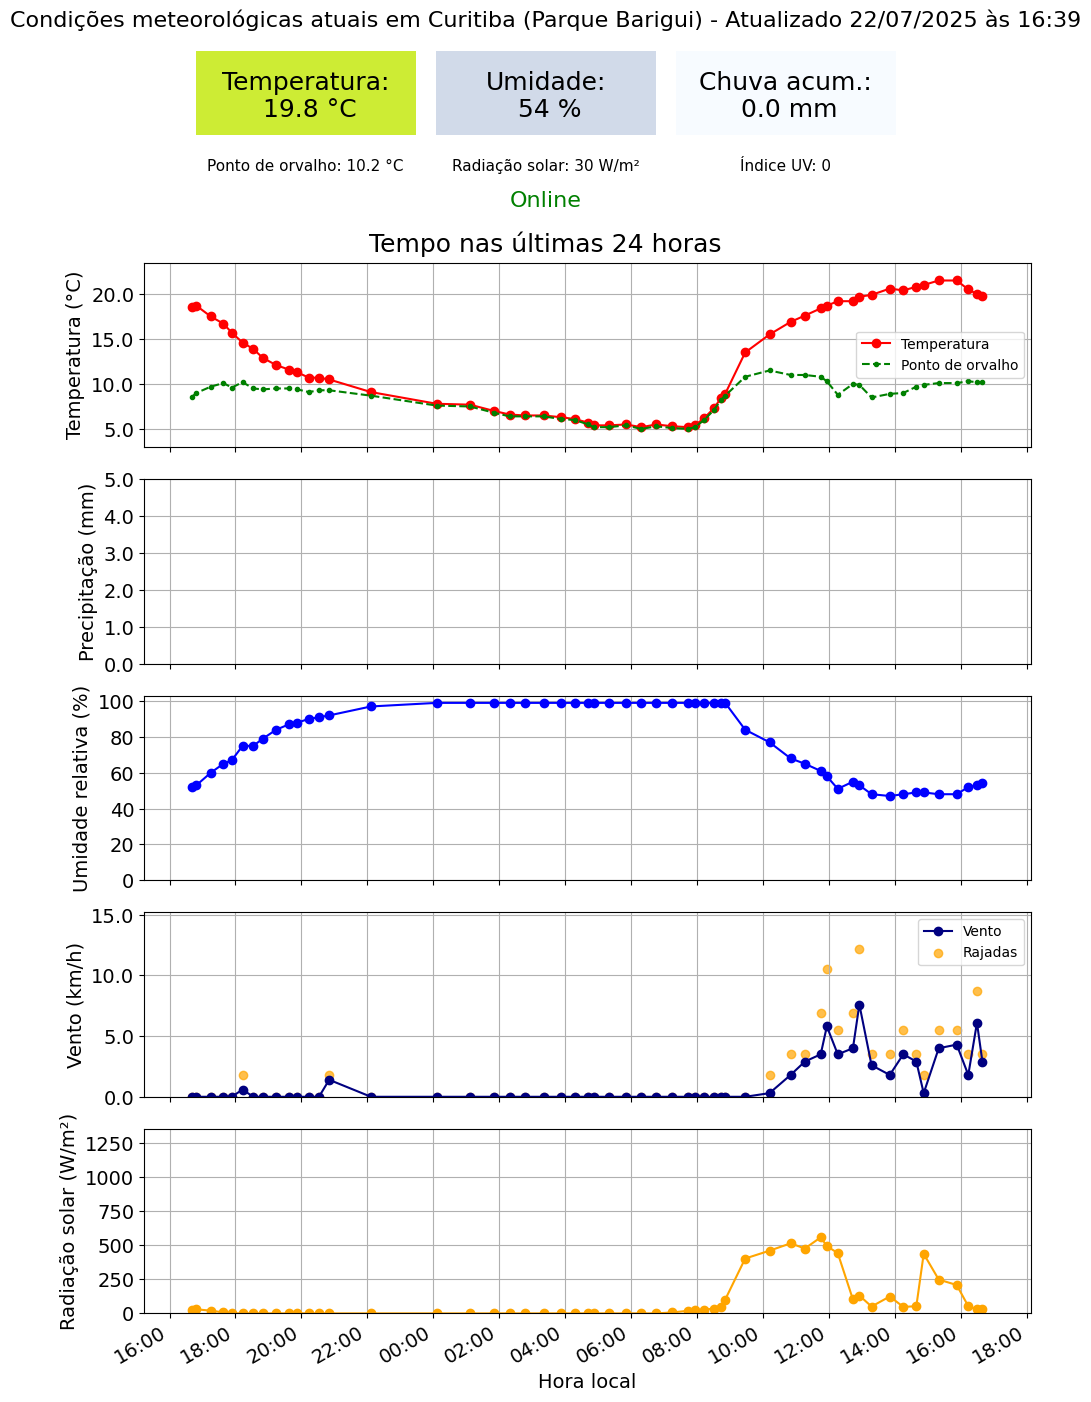 Condições meteorológicas atuais em Curitiba (Parque Barigui) - Atualizado 22/07/2025 às 16:39
Temperatura:
19.8 °C
Umidade:
54 %
Chuva acum.:
0.0 mm
Ponto de orvalho: 10.2 °C
Radiação solar: 30 W/m²
Índice UV: 0
Online
Tempo nas últimas 24 horas
Temperatura (°C)
20.0
15.0
10.0
5.0
Temperatura
Ponto de orvalho
Precipitação (mm)
5.0
4.0
3.0
2.0
1.0
0.0
Umidade relativa (%)
100
80
60
40
20
0
Vento (km/h)
15.0
10.0
5.0
0.0
Vento
Rajadas
Radiação solar (W/m²)
1250
1000
750
500
250
0
16:00
18:00
20:00
22:00
00:00
02:00
04:00
06:00
08:00
10:00
12:00
14:00
16:00
18:00
Hora local